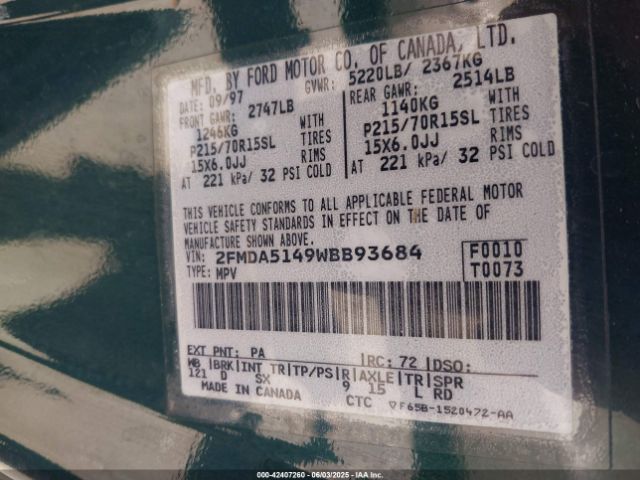 MFD. BY FORD MOTOR CO. OF CANADA, LTD.
DATE: 09/97 GVWR: 5220LB/ 2367KG
FRONT GAWR: 2747LB REAR GAWR: 2514LB
1246KG WITH 1140KG WITH
P215/70R15SL TIRES P215/70R15SL TIRES
15X6.0JJ RIMS 15X6.0JJ RIMS
AT 221 kPa/ 32 PSI COLD AT 221 kPa/ 32 PSI COLD
THIS VEHICLE CONFORMS TO ALL APPLICABLE FEDERAL MOTOR
VEHICLE SAFETY STANDARDS IN EFFECT ON THE DATE OF
MANUFACTURE SHOWN ABOVE.
VIN: 2FMDA5149WBB93684 F0010
TYPE: MPV T0073
EXT PNT: PA RC: 72 DSO:
WB BRK INT TR TP/PS R AXLE TR SPR
121 D SX 9 15 L RD
MADE IN CANADA CTC F65B-1520472-AA
000-42407260 - 06/03/2025 - IAA Inc.